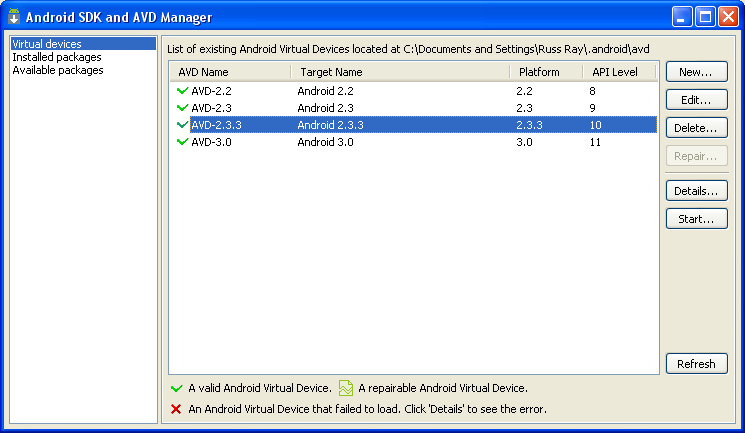 Android SDK and AVD Manager
Virtual devices
Installed packages
Available packages
List of existing Android Virtual Devices located at C:\Documents and Settings\Russ Ray\.android\avd
AVD Name Target Name Platform API Level
AVD-2.2 Android 2.2 2.2 8
AVD-2.3 Android 2.3 2.3 9
AVD-2.3.3 Android 2.3.3 2.3.3 10
AVD-3.0 Android 3.0 3.0 11
New...
Edit...
Delete...
Repair...
Details...
Start...
Refresh
A valid Android Virtual Device. A repairable Android Virtual Device.
An Android Virtual Device that failed to load. Click 'Details' to see the error.